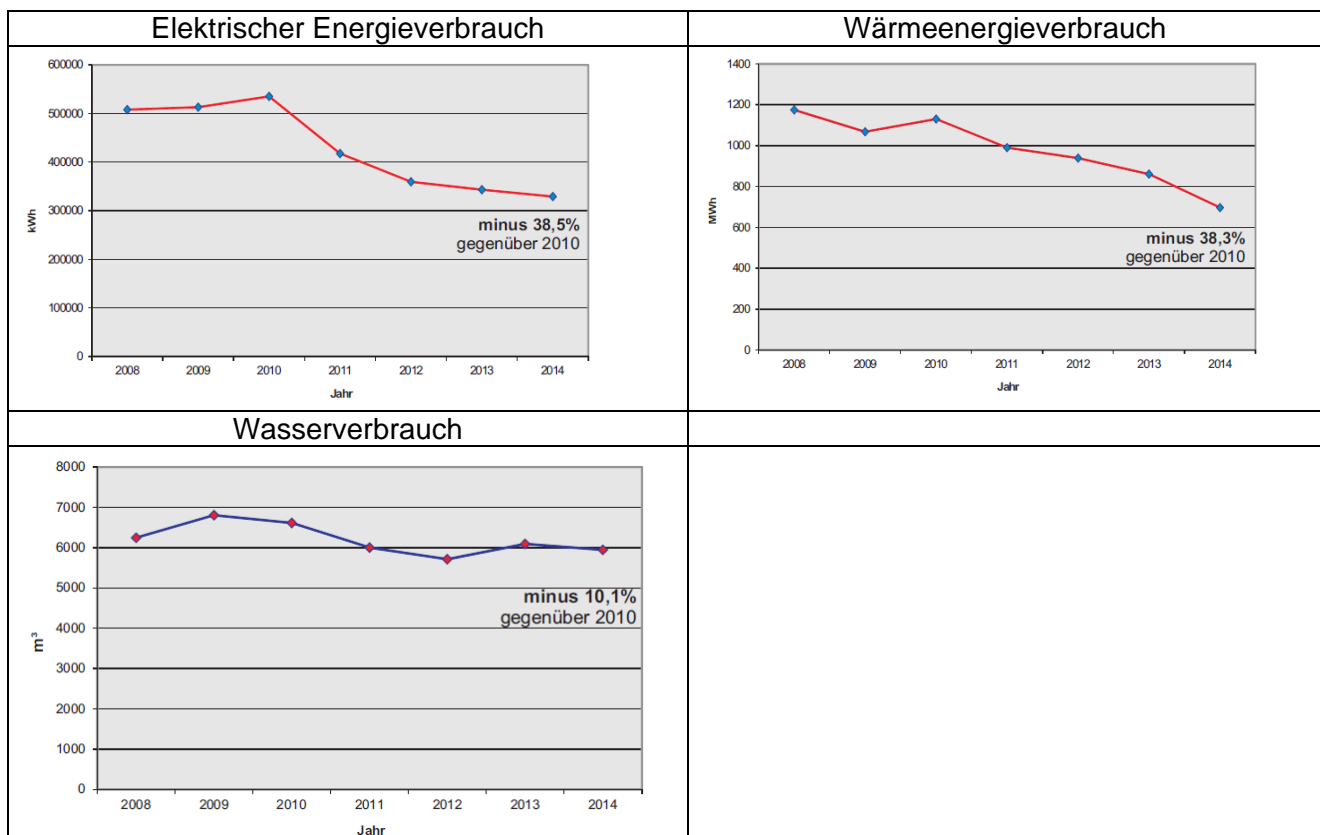 Elektrischer Energieverbrauch
600000
500000
400000
300000
200000
100000
0
kWh
minus 38,5%
gegenüber 2010
2008 2009 2010 2011 2012 2013 2014
Jahr
Wärmeenergieverbrauch
1400
1200
1000
800
600
400
200
0
MWh
minus 38,3%
gegenüber 2010
2008 2009 2010 2011 2012 2013 2014
Jahr
Wasserverbrauch
8000
7000
6000
5000
4000
3000
2000
1000
0
m³
minus 10,1%
gegenüber 2010
2008 2009 2010 2011 2012 2013 2014
Jahr